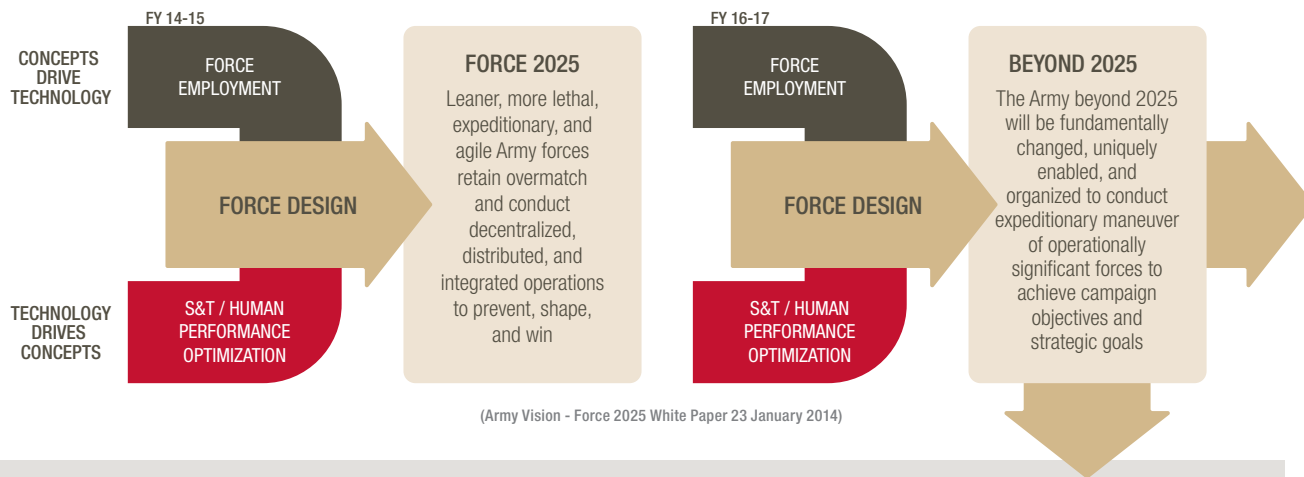 FY 14-15
CONCEPTS
DRIVE
TECHNOLOGY
FORCE
EMPLOYMENT
FORCE DESIGN
TECHNOLOGY
DRIVES
CONCEPTS
S&T / HUMAN
PERFORMANCE
OPTIMIZATION
FORCE 2025
Leaner, more lethal,
expeditionary, and
agile Army forces
retain overmatch
and conduct
decentralized,
distributed, and
integrated operations
to prevent, shape,
and win
FY 16-17
FORCE
EMPLOYMENT
FORCE DESIGN
S&T / HUMAN
PERFORMANCE
OPTIMIZATION
BEYOND 2025
The Army beyond 2025
will be fundamentally
changed, uniquely
enabled, and
organized to conduct
expeditionary maneuver
of operationally
significant forces to
achieve campaign
objectives and
strategic goals
(Army Vision - Force 2025 White Paper 23 January 2014)